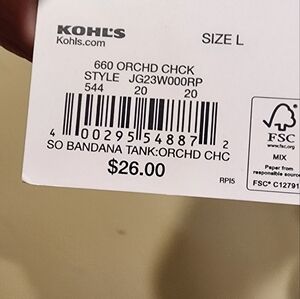 KOHL'S
Kohls.com
SIZE L
660 ORCHD CHCK
STYLE JG23W000RP
544 20 20
4 00295 54887 2
SO BANDANA TANK:ORCHD CHC
$26.00
RPI5
FSC
www.fsc.org
MIX
Paper from
responsible source
FSC® C12791